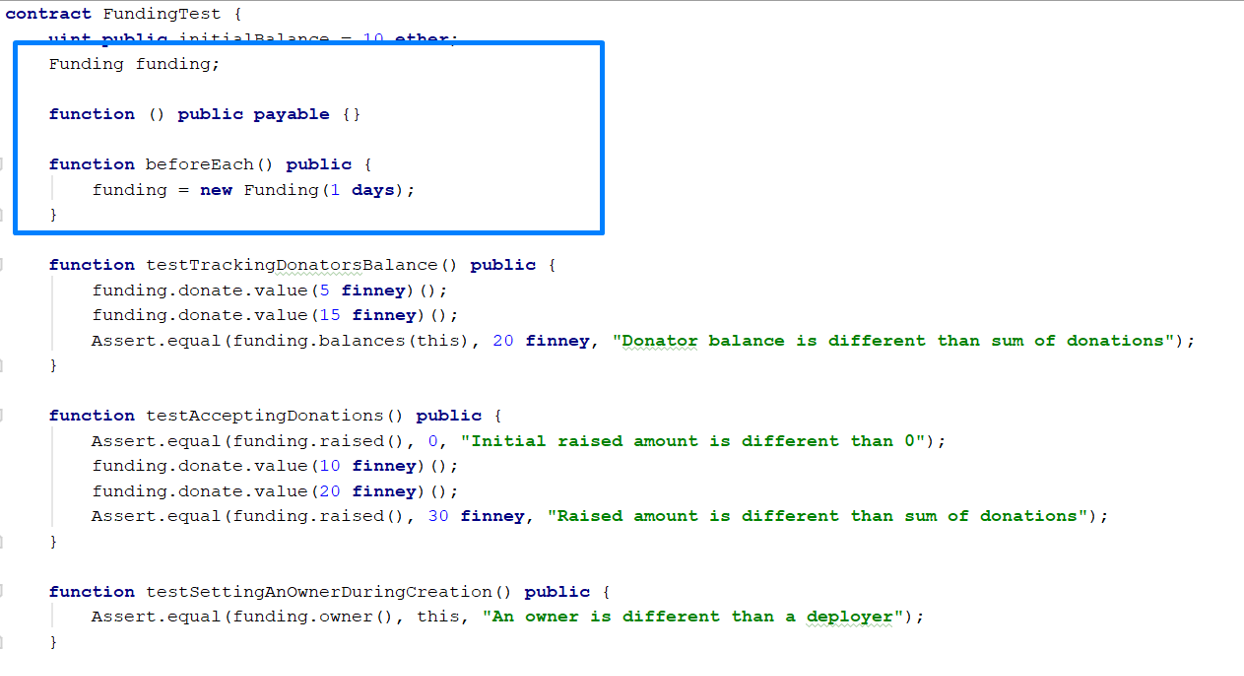 contract FundingTest {
    uint public initialBalance = 10 ether;
    Funding funding;
    function () public payable {}
    function beforeEach() public {
        funding = new Funding(1 days);
    }
    function testTrackingDonatorsBalance() public {
        funding.donate.value(5 finney)();
        funding.donate.value(15 finney)();
        Assert.equal(funding.balances(this), 20 finney, "Donator balance is different than sum of donations");
    }
    function testAcceptingDonations() public {
        Assert.equal(funding.raised(), 0, "Initial raised amount is different than 0");
        funding.donate.value(10 finney)();
        funding.donate.value(20 finney)();
        Assert.equal(funding.raised(), 30 finney, "Raised amount is different than sum of donations");
    }
    function testSettingAnOwnerDuringCreation() public {
        Assert.equal(funding.owner(), this, "An owner is different than a deployer");
    }